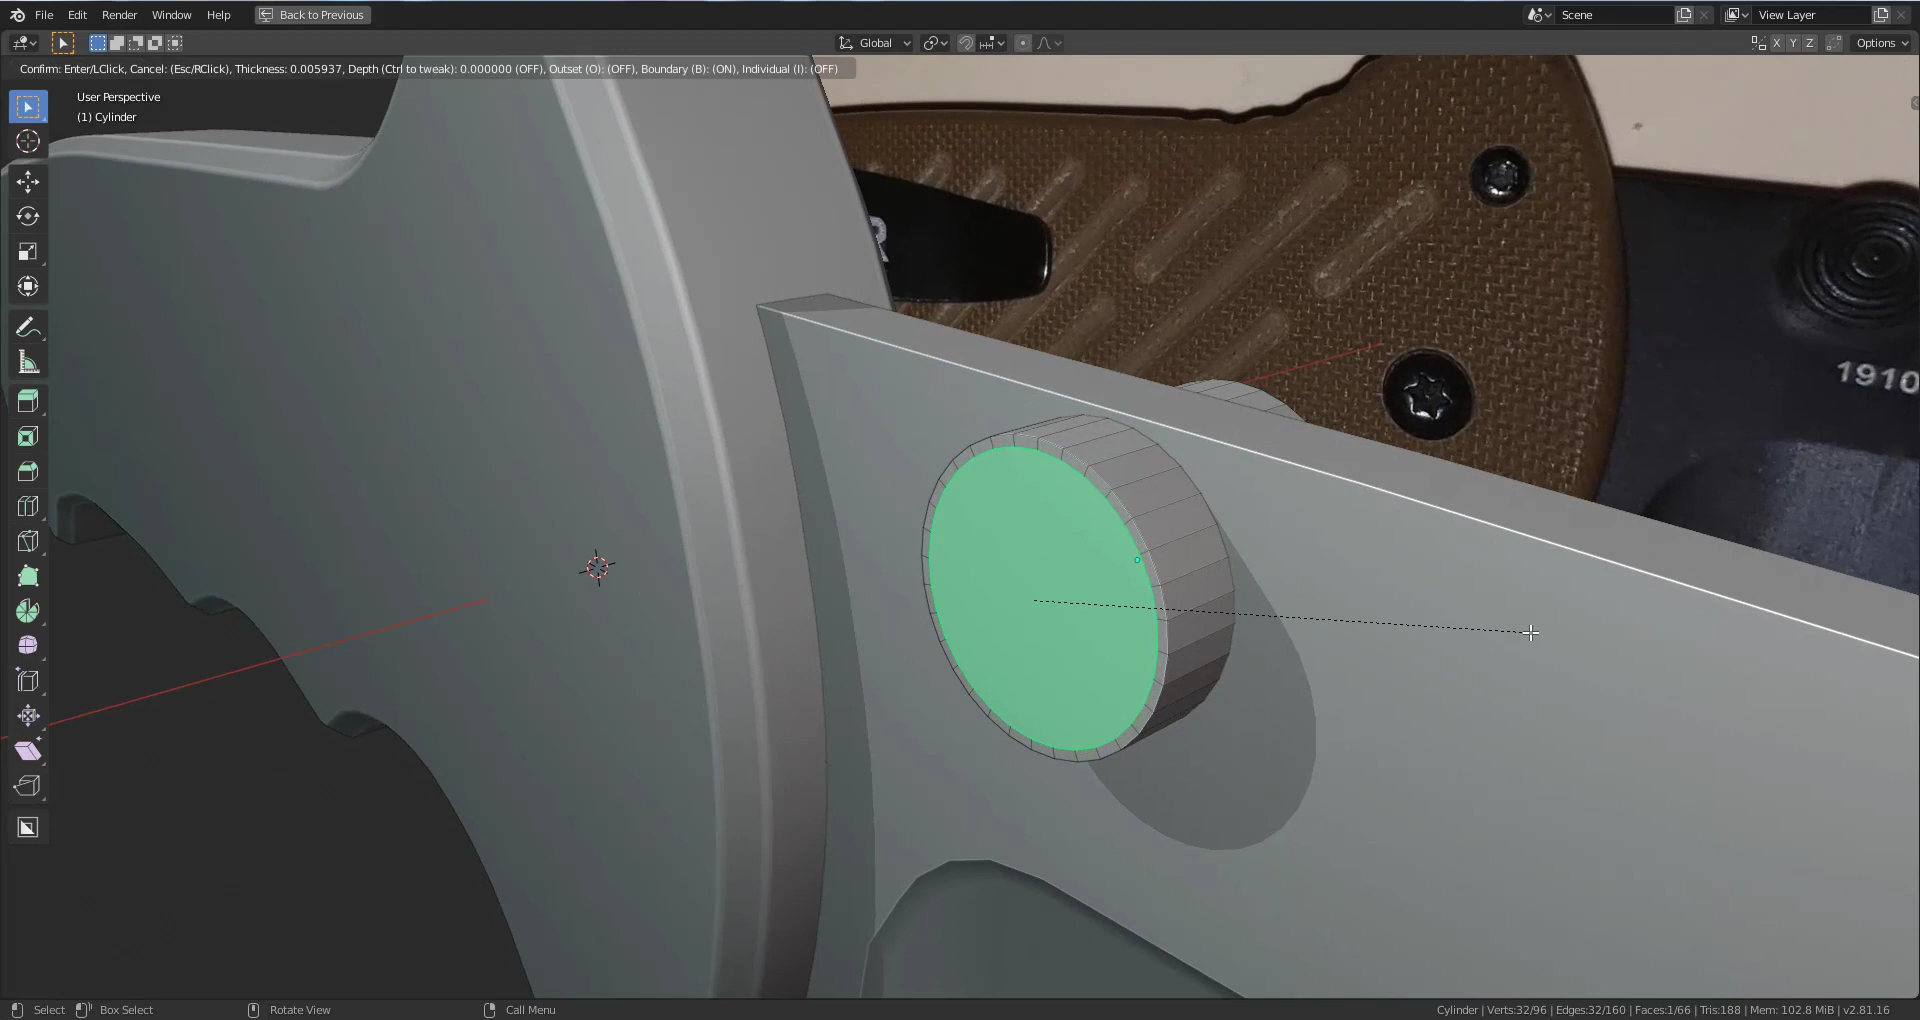 File Edit Render Window Help Back to Previous Scene View Layer
Global X Y Z Options
Confirm: Enter/LClick, Cancel: (Esc/RClick), Thickness: 0.005937, Depth (Ctrl to tweak): 0.000000 (OFF), Outset (O): (OFF), Boundary (B): (ON), Individual (I): (OFF)
User Perspective
(1) Cylinder
R
1910
Select Box Select Rotate View Call Menu Cylinder | Verts:32/96 | Edges:32/160 | Faces:1/66 | Tris:188 | Mem: 102.8 MiB | v2.81.16